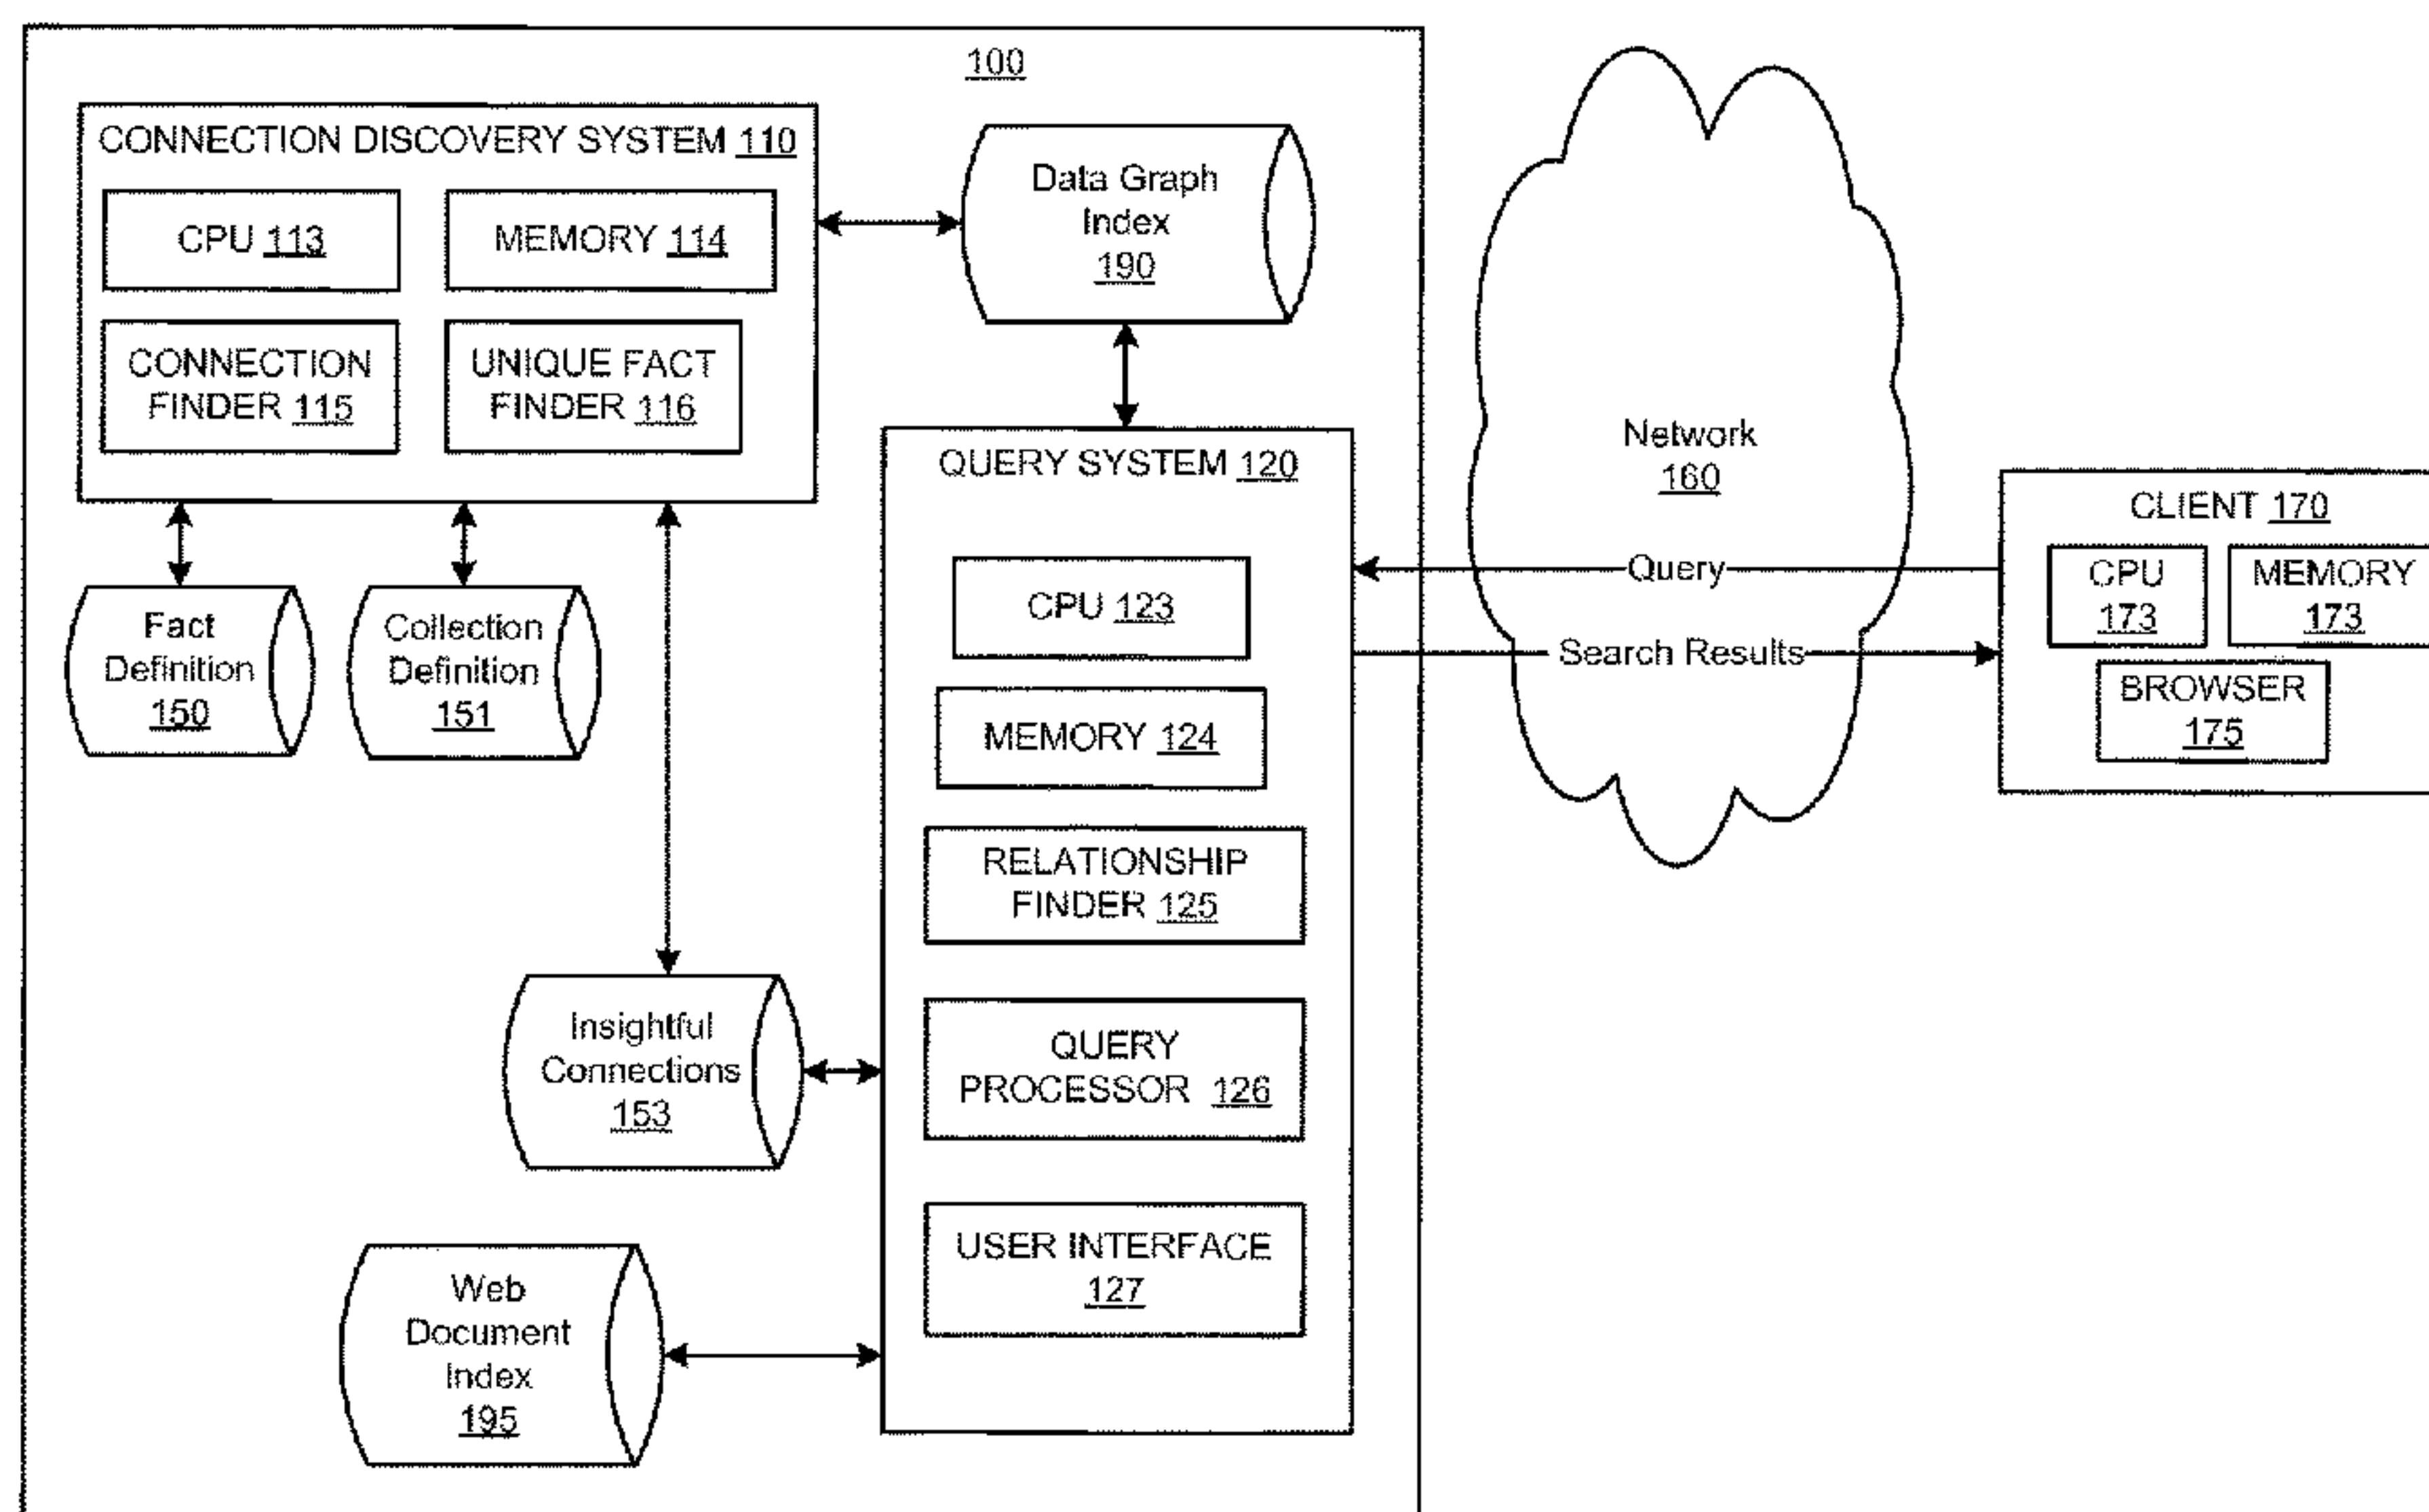 100
CONNECTION DISCOVERY SYSTEM 110
CPU 113
MEMORY 114
CONNECTION
FINDER 115
UNIQUE FACT
FINDER 116
Data Graph
Index
190
Fact
Definition
150
Collection
Definition
151
Insightful
Connections
153
Web
Document
Index
195
QUERY SYSTEM 120
CPU 123
MEMORY 124
RELATIONSHIP
FINDER 125
QUERY
PROCESSOR 126
USER INTERFACE
127
Network
160
Query
Search Results
CLIENT 170
CPU
173
MEMORY
173
BROWSER
175